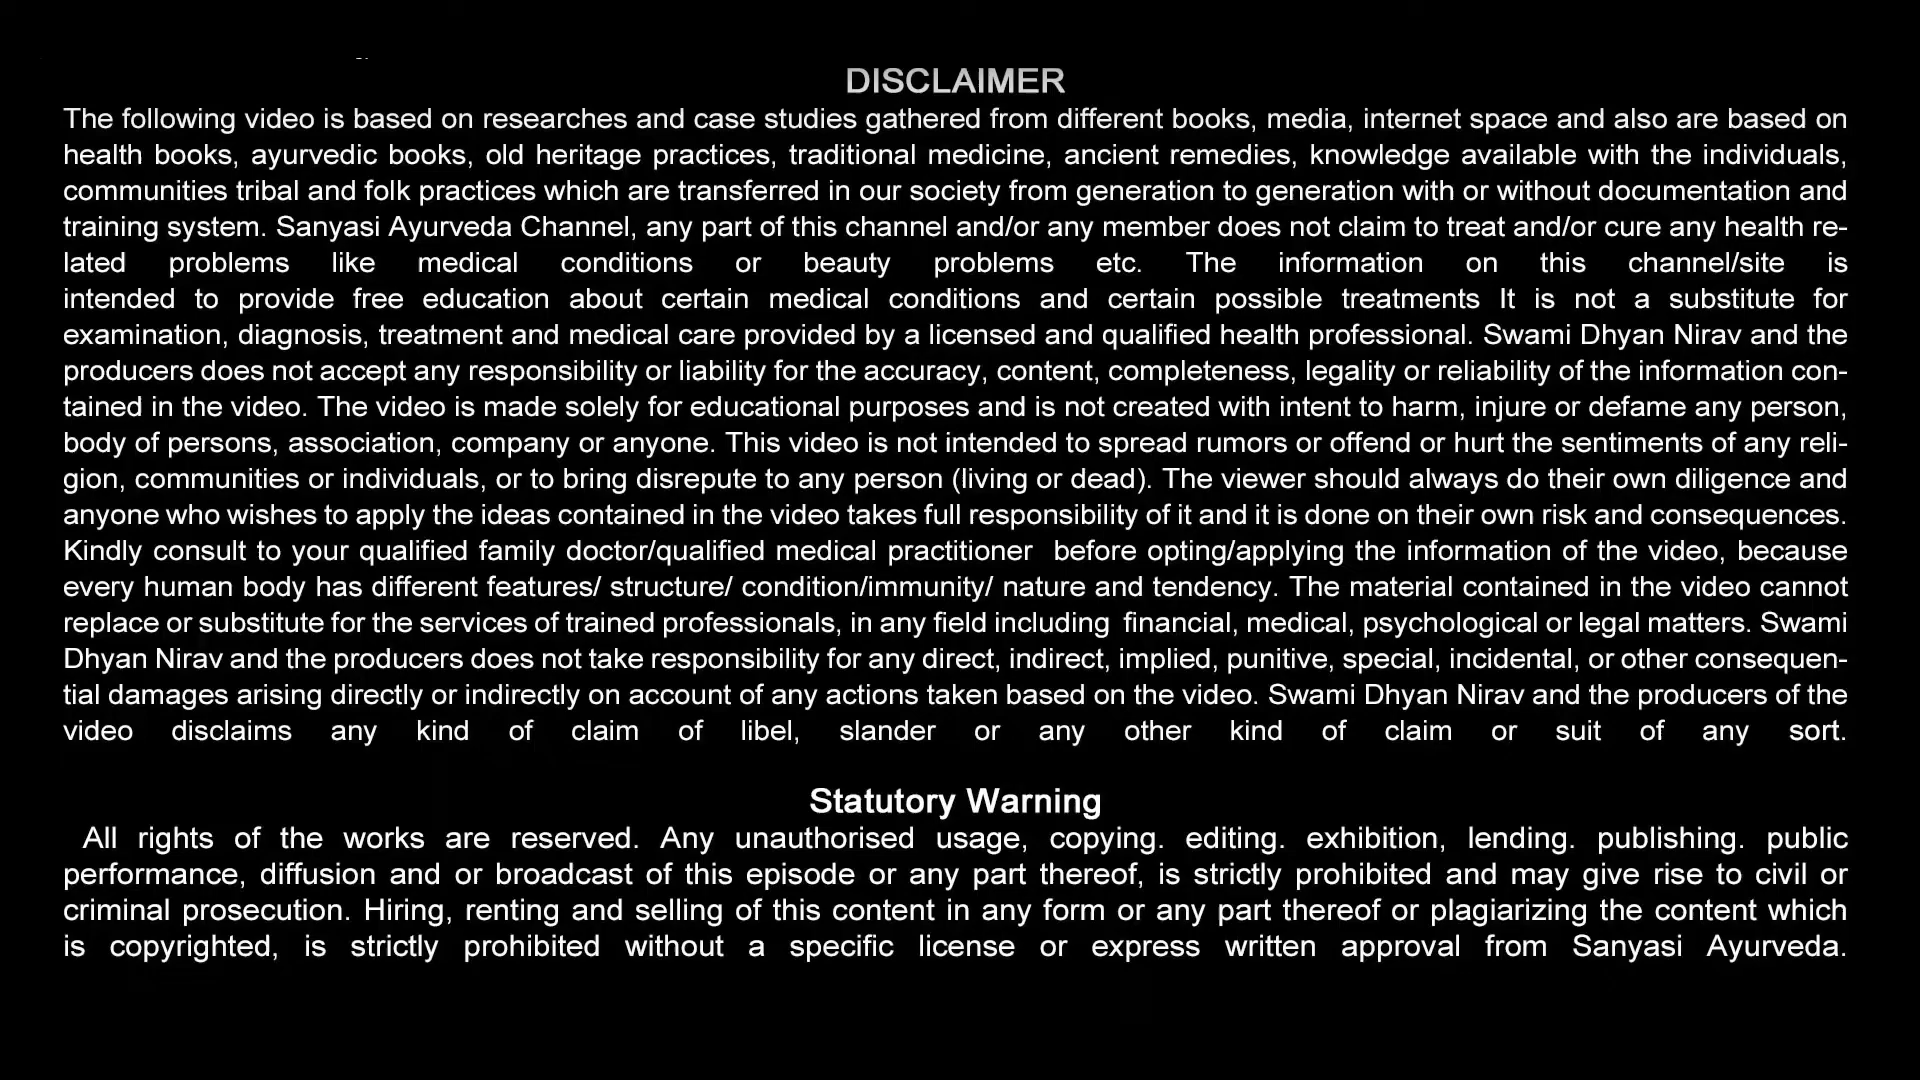 DISCLAIMER
The following video is based on researches and case studies gathered from different books, media, internet space and also are based on
health books, ayurvedic books, old heritage practices, traditional medicine, ancient remedies, knowledge available with the individuals,
communities tribal and folk practices which are transferred in our society from generation to generation with or without documentation and
training system. Sanyasi Ayurveda Channel, any part of this channel and/or any member does not claim to treat and/or cure any health re-
lated problems like medical conditions or beauty problems etc. The information on this channel/site is
intended to provide free education about certain medical conditions and certain possible treatments It is not a substitute for
examination, diagnosis, treatment and medical care provided by a licensed and qualified health professional. Swami Dhyan Nirav and the
producers does not accept any responsibility or liability for the accuracy, content, completeness, legality or reliability of the information con-
tained in the video. The video is made solely for educational purposes and is not created with intent to harm, injure or defame any person,
body of persons, association, company or anyone. This video is not intended to spread rumors or offend or hurt the sentiments of any reli-
gion, communities or individuals, or to bring disrepute to any person (living or dead). The viewer should always do their own diligence and
anyone who wishes to apply the ideas contained in the video takes full responsibility of it and it is done on their own risk and consequences.
Kindly consult to your qualified family doctor/qualified medical practitioner before opting/applying the information of the video, because
every human body has different features/ structure/ condition/immunity/ nature and tendency. The material contained in the video cannot
replace or substitute for the services of trained professionals, in any field including financial, medical, psychological or legal matters. Swami
Dhyan Nirav and the producers does not take responsibility for any direct, indirect, implied, punitive, special, incidental, or other consequen-
tial damages arising directly or indirectly on account of any actions taken based on the video. Swami Dhyan Nirav and the producers of the
video disclaims any kind of claim of libel, slander or any other kind of claim or suit of any sort.
Statutory Warning
All rights of the works are reserved. Any unauthorised usage, copying. editing. exhibition, lending. publishing. public
performance, diffusion and or broadcast of this episode or any part thereof, is strictly prohibited and may give rise to civil or
criminal prosecution. Hiring, renting and selling of this content in any form or any part thereof or plagiarizing the content which
is copyrighted, is strictly prohibited without a specific license or express written approval from Sanyasi Ayurveda.